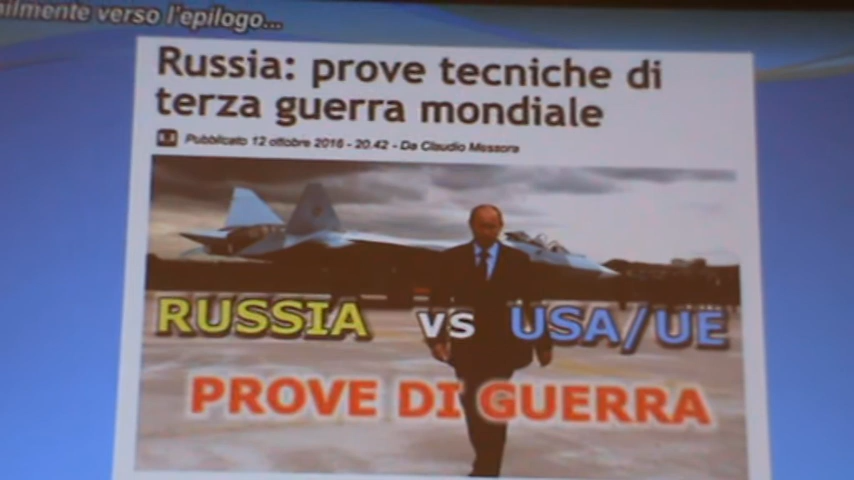 verso l'epilogo...
Russia: prove tecniche di
terza guerra mondiale
Pubblicato 12 ottobre 2016 - 20.42 - Da Claudio Messora
RUSSIA vs USA/UE
PROVE DI GUERRA